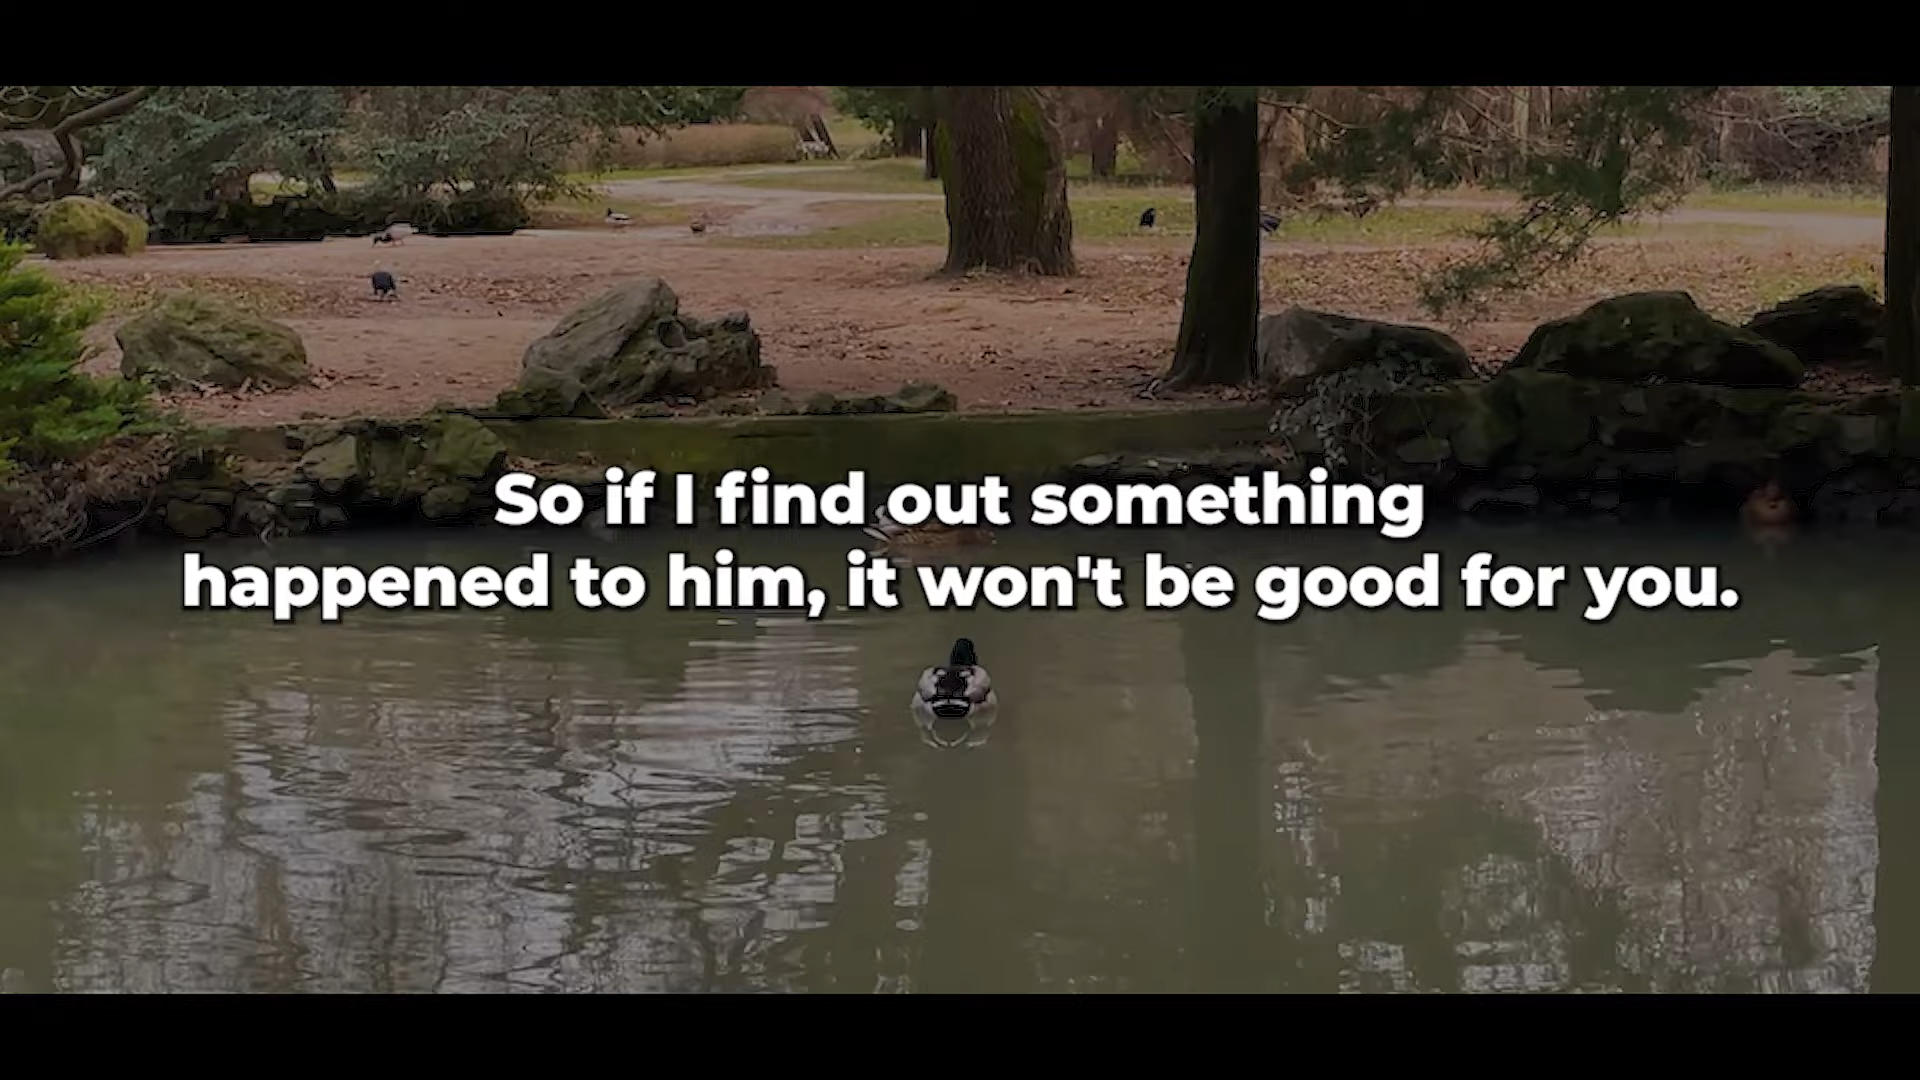 So if I find out something
happened to him, it won't be good for you.